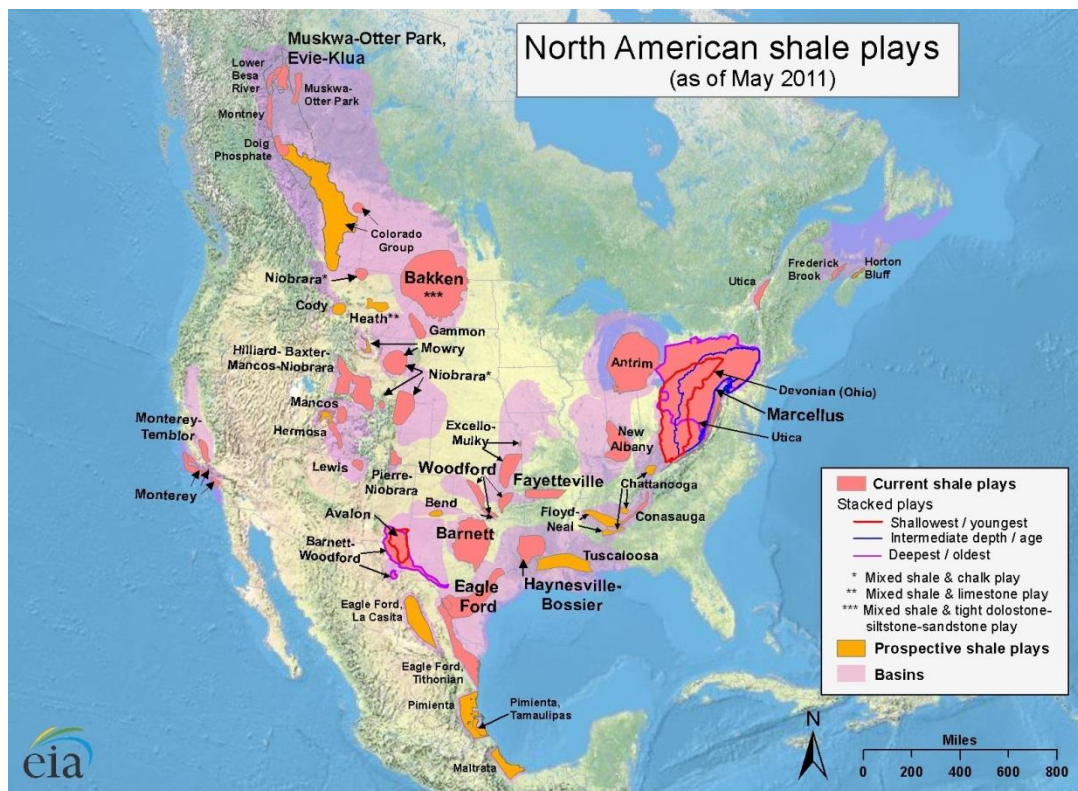 North American shale plays
(as of May 2011)
Muskwa-Otter Park,
Evie-Klua
Lower
Besa
River
Muskwa-
Otter Park
Montney
Doig
Phosphate
Colorado
Group
Niobrara*
Bakken
***
Cody
Heath**
Gammon
Mowry
Hilliard- Baxter-
Mancos-Niobrara
Niobrara*
Mancos
Hermosa
Monterey-
Temblor
Monterey
Lewis
Pierre-
Niobrara
Excello-
Mulky
Woodford
Bend
Fayetteville
New
Albany
Antrim
Utica
Frederick
Brook
Horton
Bluff
Devonian (Ohio)
Marcellus
Utica
Chattanooga
Floyd-
Neal
Conasauga
Avalon
Barnett-
Woodford
Barnett
Tuscaloosa
Haynesville-
Bossier
Eagle
Ford
Eagle Ford,
La Casita
Eagle Ford,
Tithonian
Pimienta
Pimienta,
Tamaulipas
Maltrata
Current shale plays
Stacked plays
Shallowest / youngest
Intermediate depth / age
Deepest / oldest
* Mixed shale & chalk play
** Mixed shale & limestone play
*** Mixed shale & tight dolostone-
siltstone-sandstone play
Prospective shale plays
Basins
N
Miles
0 200 400 600 800
eia